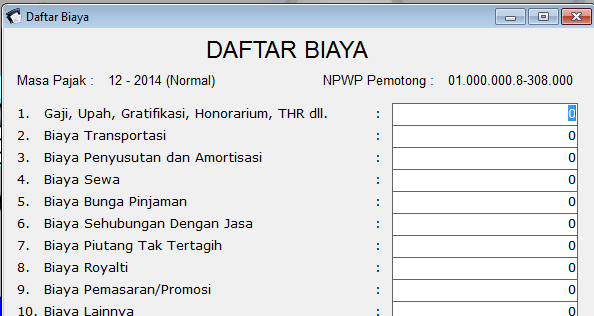 Daftar Biaya
DAFTAR BIAYA
Masa Pajak : 12 - 2014 (Normal) NPWP Pemotong : 01.000.000.8-308.000
1. Gaji, Upah, Gratifikasi, Honorarium, THR dll. : 0
2. Biaya Transportasi : 0
3. Biaya Penyusutan dan Amortisasi : 0
4. Biaya Sewa : 0
5. Biaya Bunga Pinjaman : 0
6. Biaya Sehubungan Dengan Jasa : 0
7. Biaya Piutang Tak Tertagih : 0
8. Biaya Royalti : 0
9. Biaya Pemasaran/Promosi : 0
10. Biaya Lainnya : 0